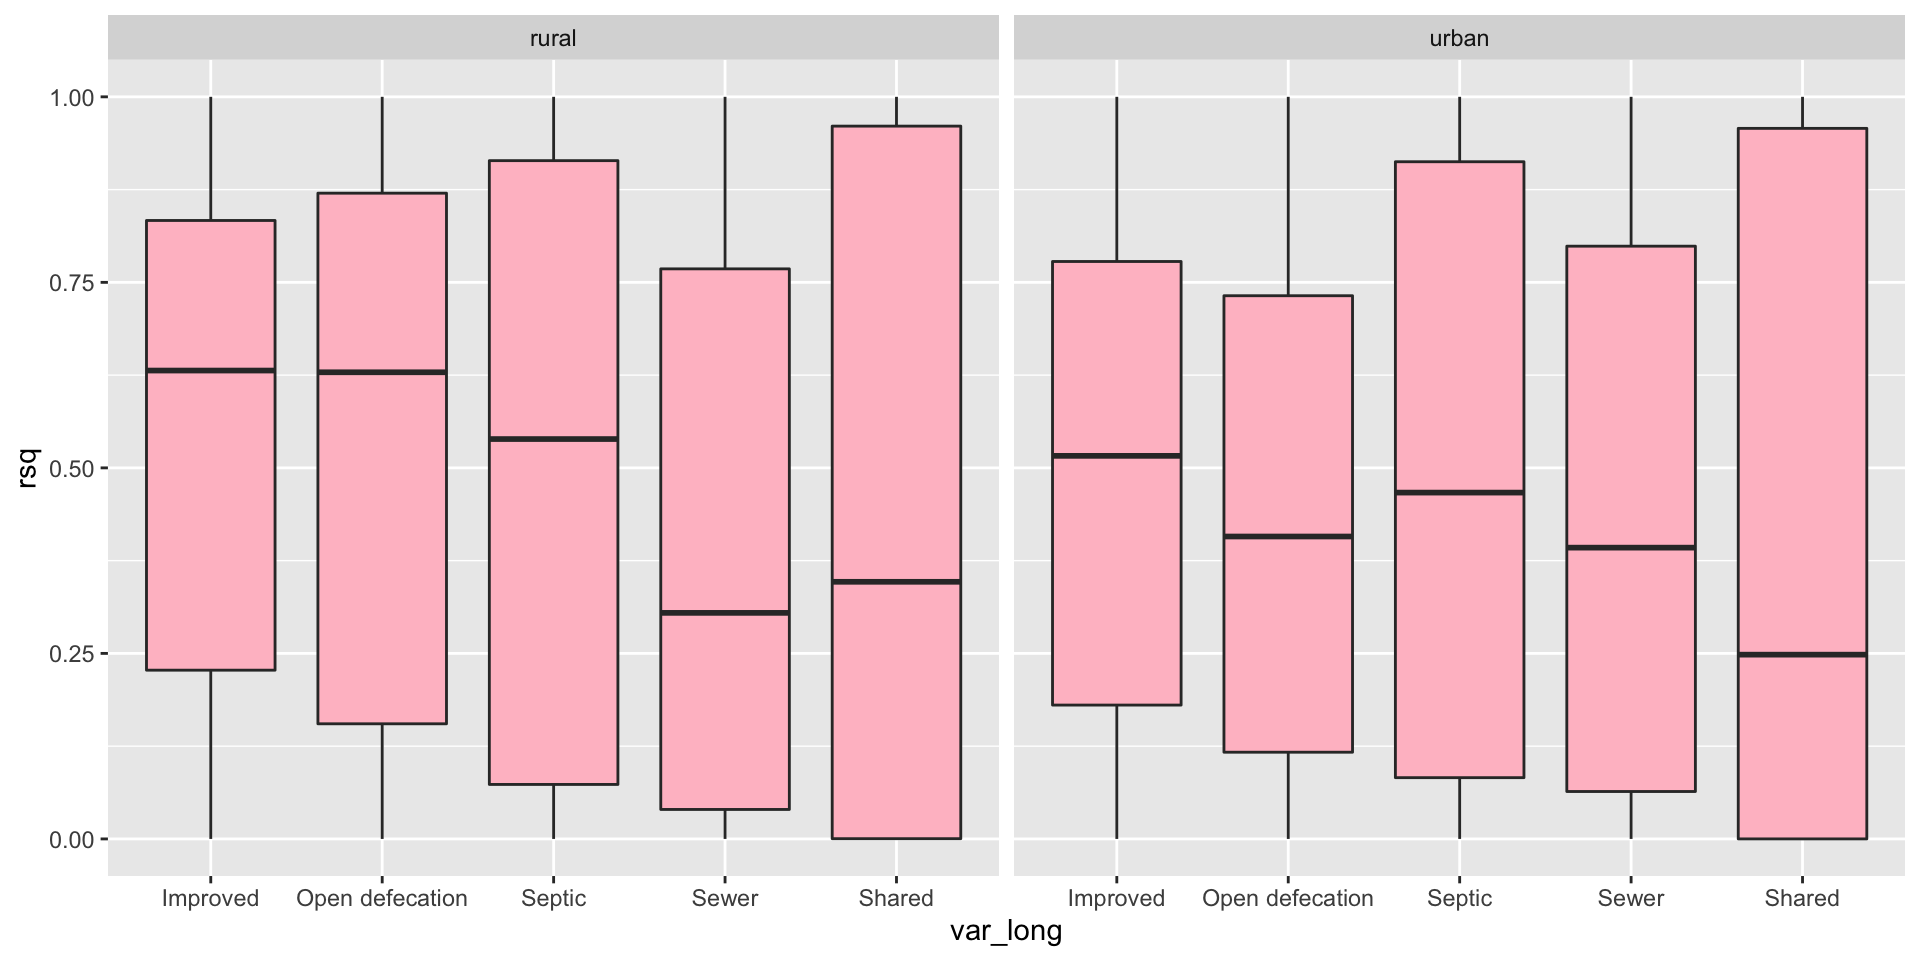 rural
urban
1.00
0.75
0.50
0.25
0.00
rsq
Improved Open defecation Septic Sewer Shared
Improved Open defecation Septic Sewer Shared
var_long